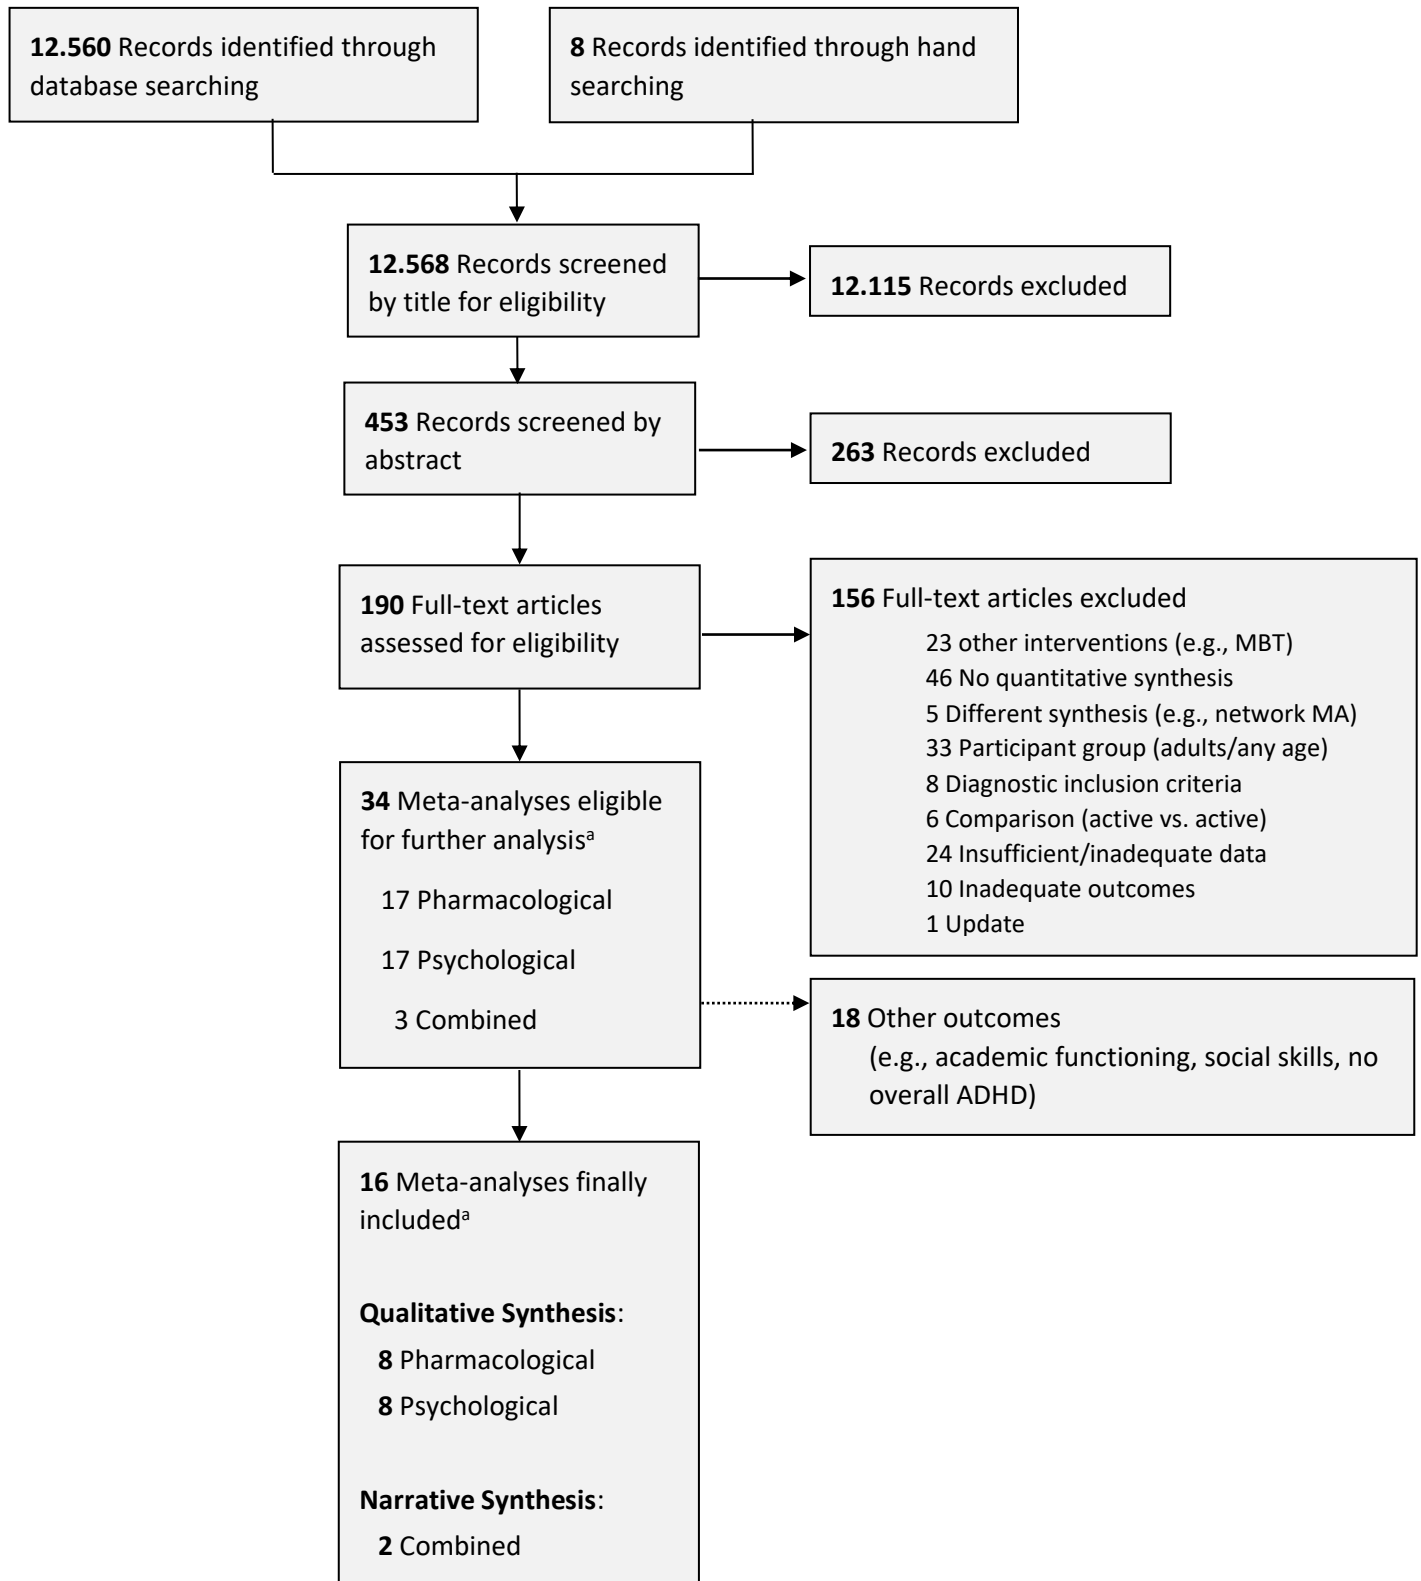 12.560 Records identified through
database searching
8 Records identified through hand
searching
12.568 Records screened
by title for eligibility
12.115 Records excluded
453 Records screened by
abstract
263 Records excluded
190 Full-text articles
assessed for eligibility
156 Full-text articles excluded
23 other interventions (e.g., MBT)
46 No quantitative synthesis
5 Different synthesis (e.g., network MA)
33 Participant group (adults/any age)
8 Diagnostic inclusion criteria
6 Comparison (active vs. active)
24 Insufficient/inadequate data
10 Inadequate outcomes
1 Update
34 Meta-analyses eligible
for further analysisᵃ
17 Pharmacological
17 Psychological
3 Combined
18 Other outcomes
(e.g., academic functioning, social skills, no
overall ADHD)
16 Meta-analyses finally
includedᵃ
Qualitative Synthesis:
8 Pharmacological
8 Psychological
Narrative Synthesis:
2 Combined